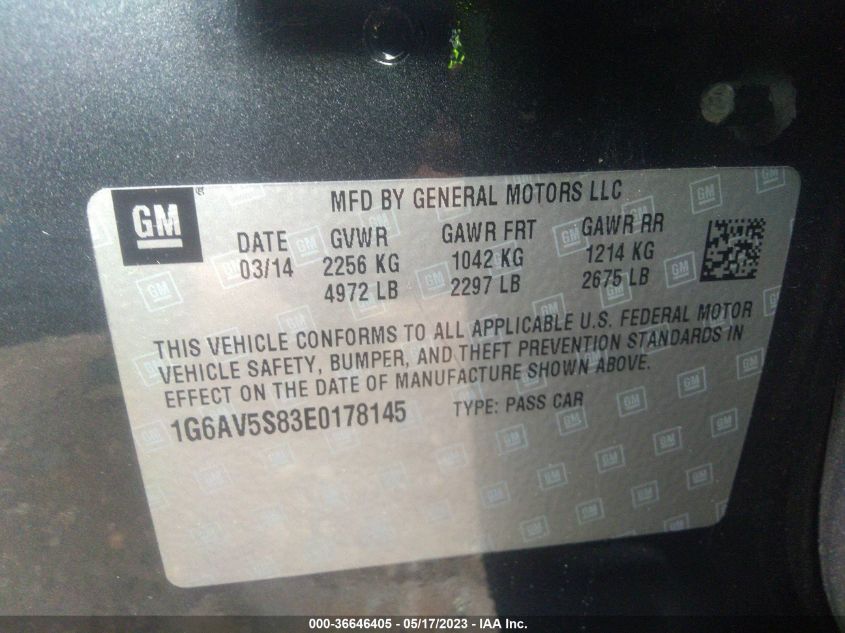 GM ®
MFD BY GENERAL MOTORS LLC
DATE GVWR GAWR FRT GAWR RR
03/14 2256 KG 1042 KG 1214 KG
4972 LB 2297 LB 2675 LB
THIS VEHICLE CONFORMS TO ALL APPLICABLE U.S. FEDERAL MOTOR
VEHICLE SAFETY, BUMPER, AND THEFT PREVENTION STANDARDS IN
EFFECT ON THE DATE OF MANUFACTURE SHOWN ABOVE.
1G6AV5S83E0178145 TYPE: PASS CAR
000-36646405 - 05/17/2023 - IAA Inc.